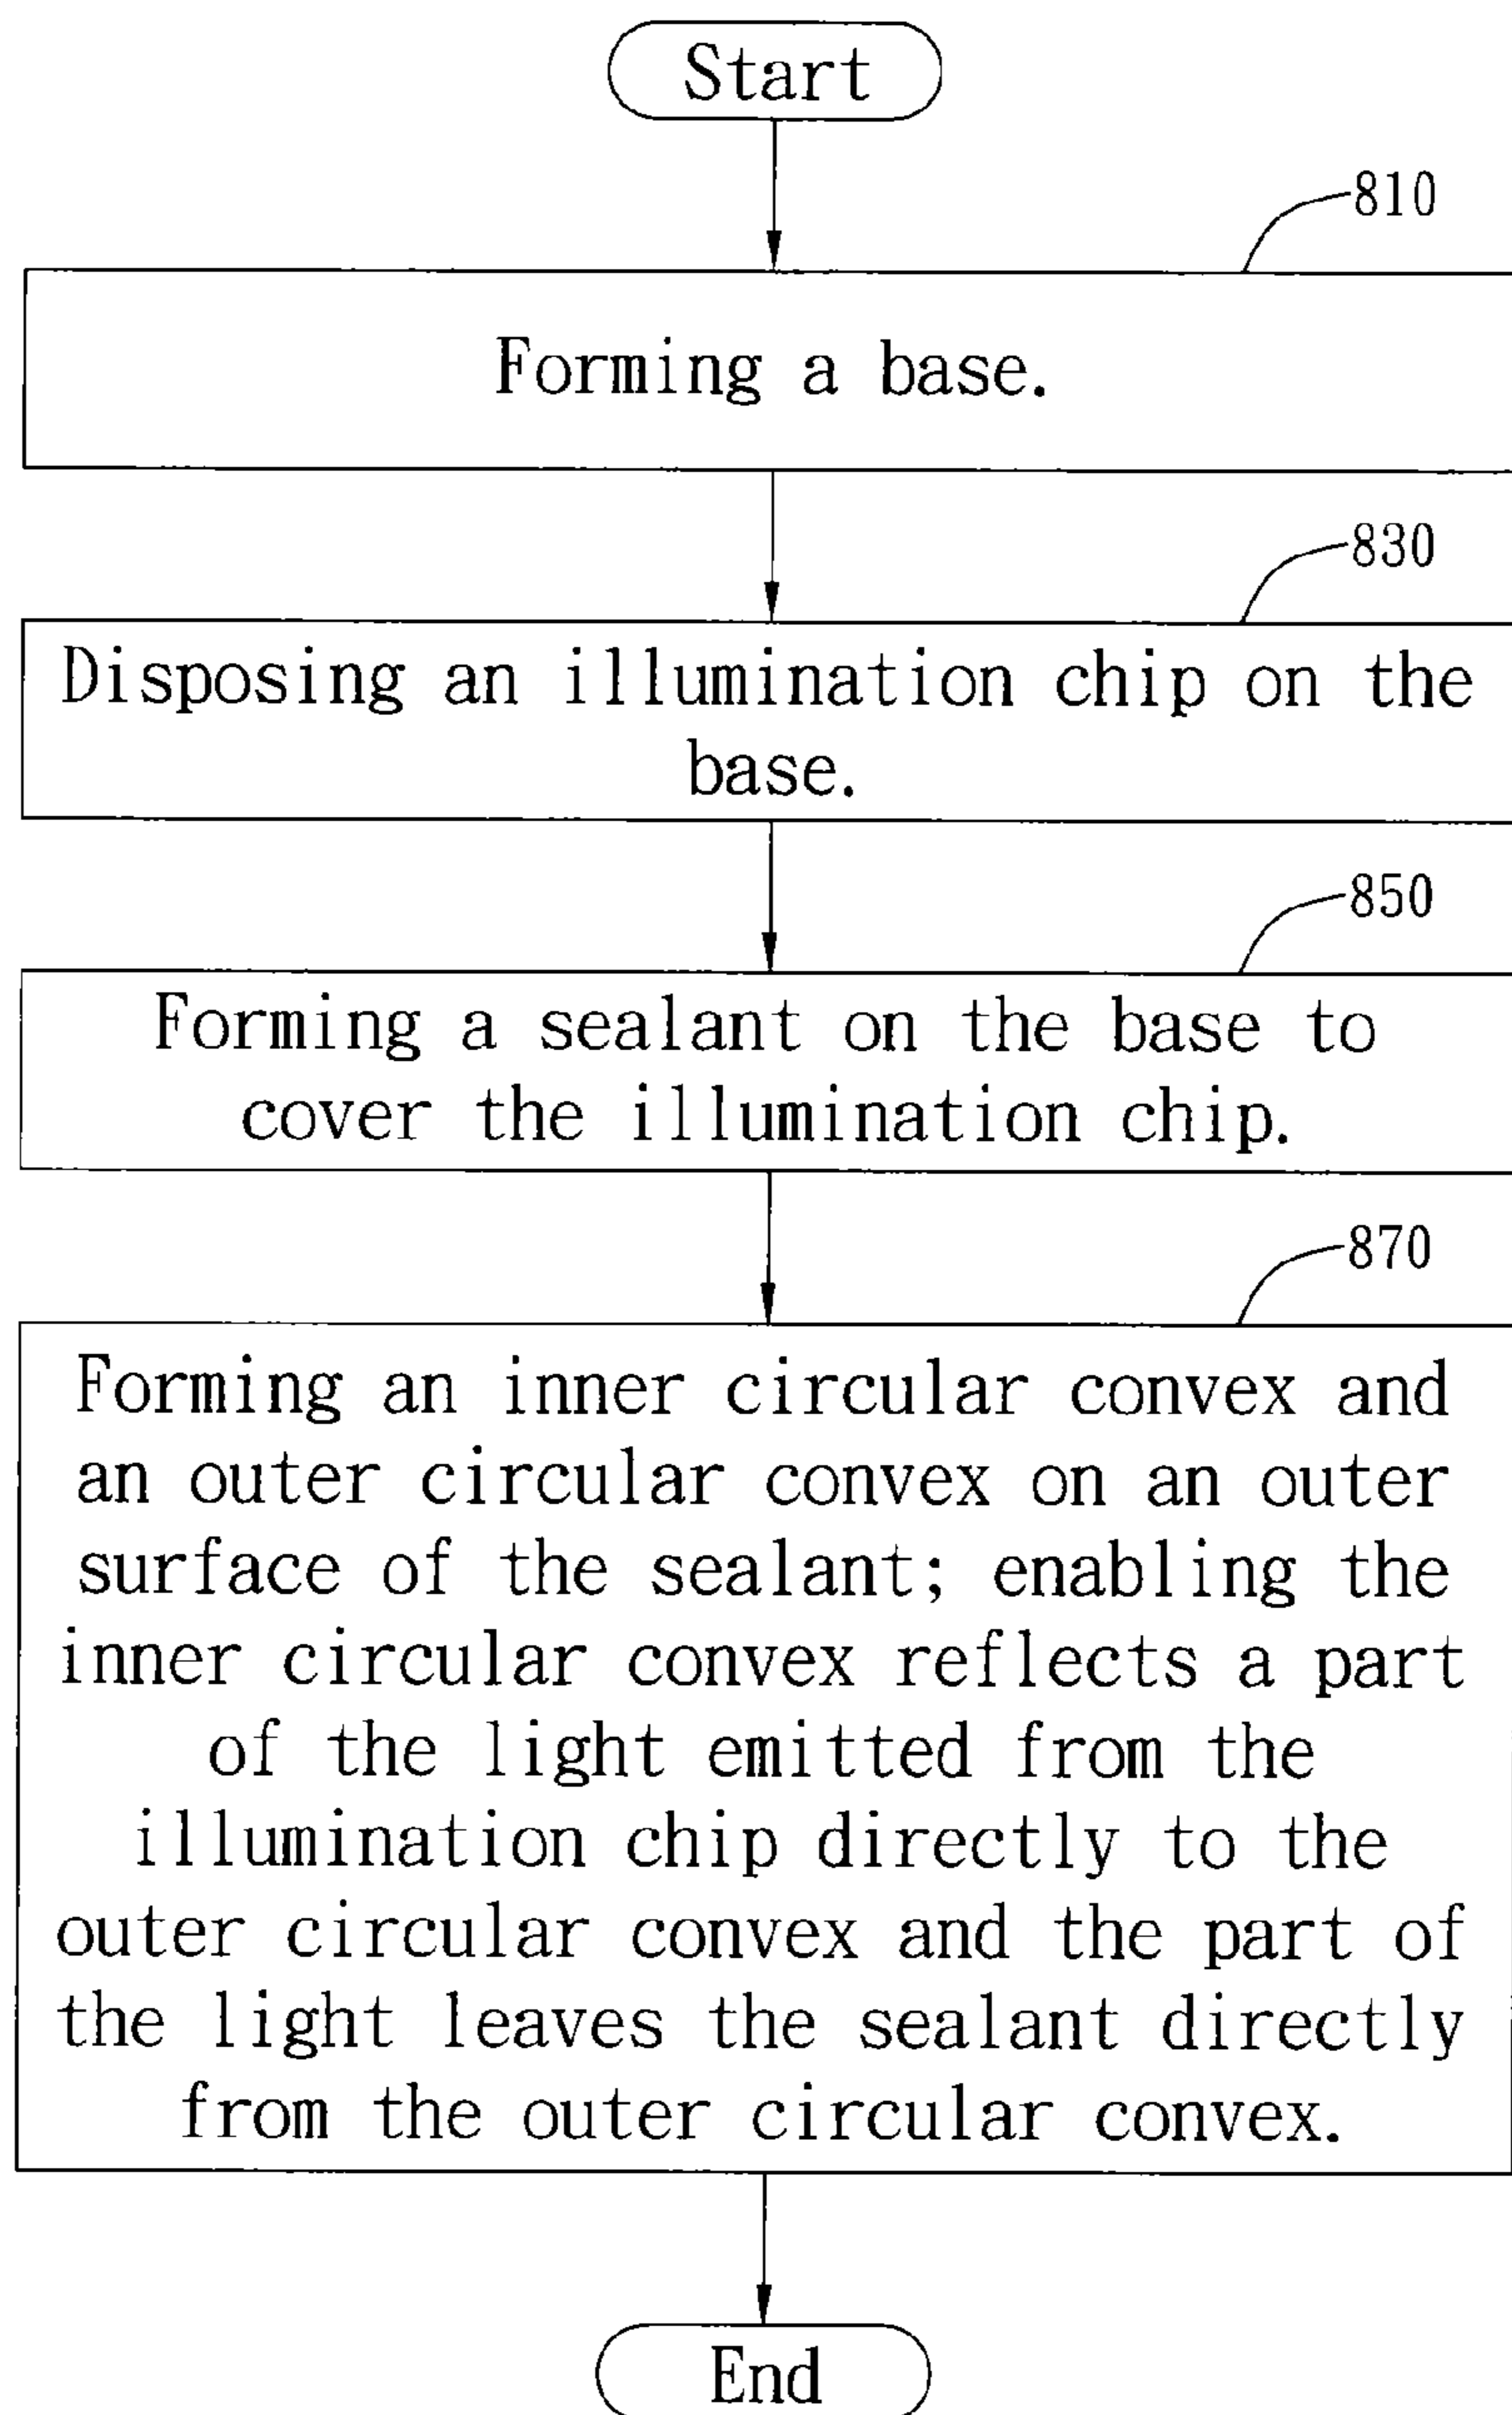 Start
810
Forming a base.
830
Disposing an illumination chip on the
base.
850
Forming a sealant on the base to
cover the illumination chip.
870
Forming an inner circular convex and
an outer circular convex on an outer
surface of the sealant; enabling the
inner circular convex reflects a part
of the light emitted from the
illumination chip directly to the
outer circular convex and the part of
the light leaves the sealant directly
from the outer circular convex.
End